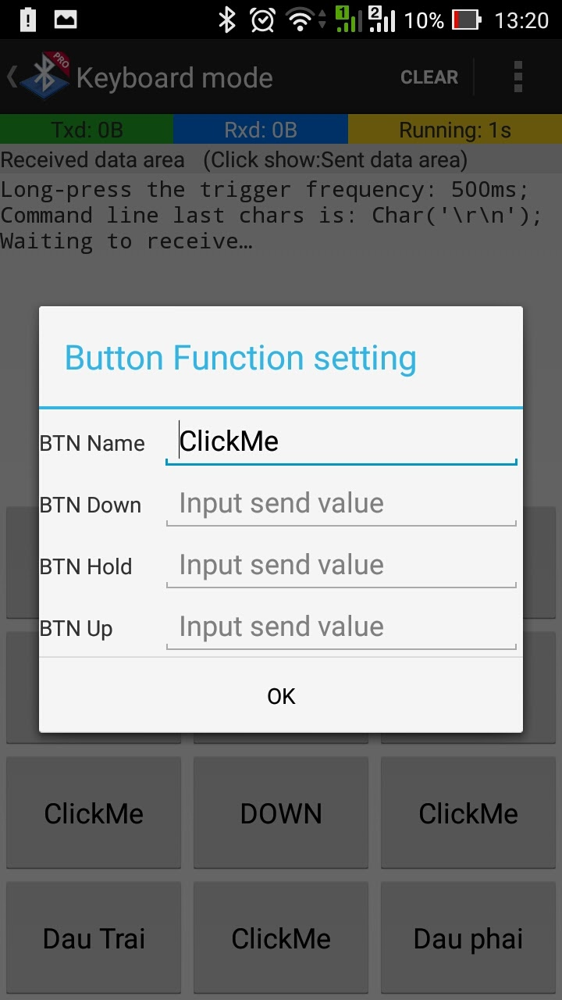 1 2 10% 13:20
PRO Keyboard mode CLEAR
Txd: 0B Rxd: 0B Running: 1s
Received data area (Click show:Sent data area)
Long-press the trigger frequency: 500ms;
Command line last chars is: Char('\r\n');
Waiting to receive…
Button Function setting
BTN Name ClickMe
BTN Down Input send value
BTN Hold Input send value
BTN Up Input send value
OK
ClickMe DOWN ClickMe
Dau Trai ClickMe Dau phai